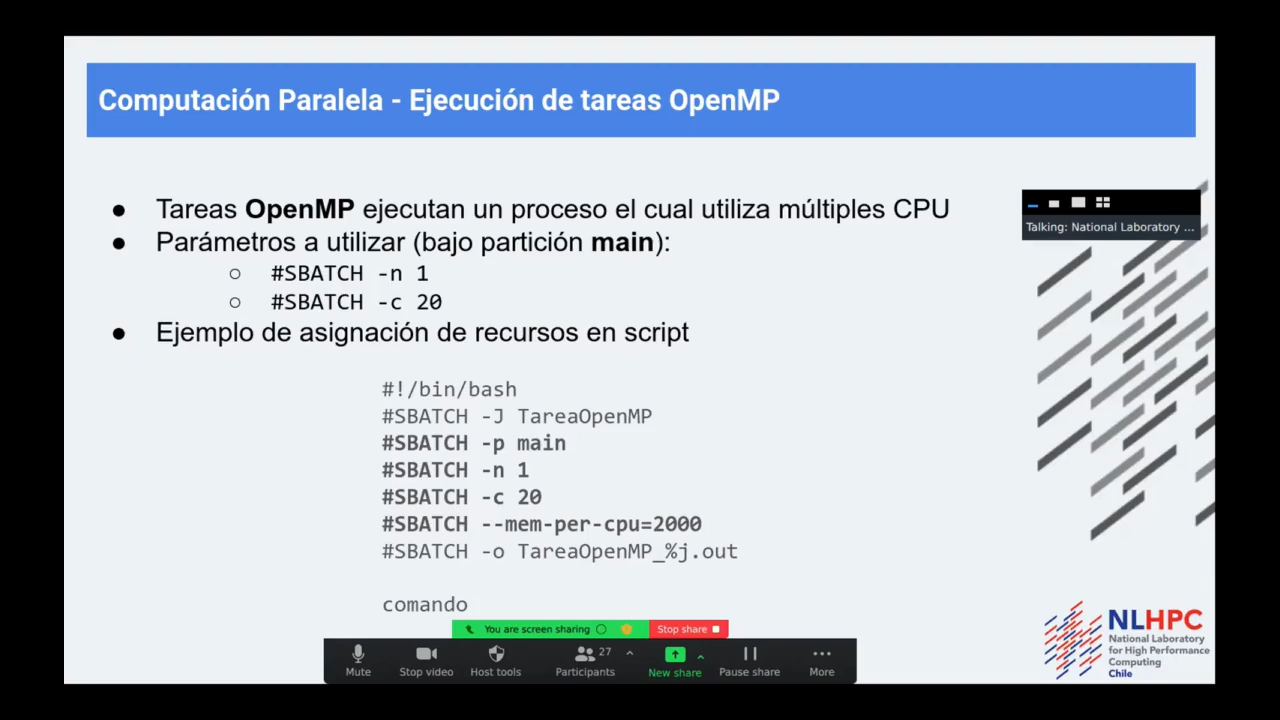 Computación Paralela - Ejecución de tareas OpenMP
● Tareas OpenMP ejecutan un proceso el cual utiliza múltiples CPU
● Parámetros a utilizar (bajo partición main):
○ #SBATCH -n 1
○ #SBATCH -c 20
● Ejemplo de asignación de recursos en script
Talking: National Laboratory ...
#!/bin/bash
#SBATCH -J TareaOpenMP
#SBATCH -p main
#SBATCH -n 1
#SBATCH -c 20
#SBATCH --mem-per-cpu=2000
#SBATCH -o TareaOpenMP_%j.out
comando
You are screen sharing
Stop share
Mute
Stop video
Host tools
Participants 27
New share
Pause share
More
NLHPC
National Laboratory
for High Performance
Computing
Chile